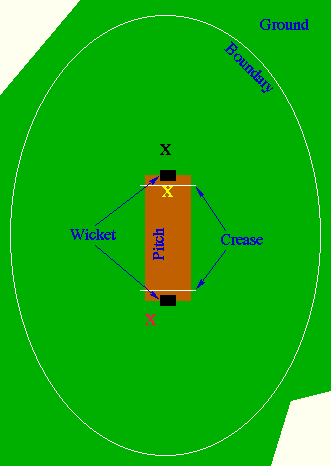 Ground
Boundary
X
X
Wicket
Pitch
Crease
X